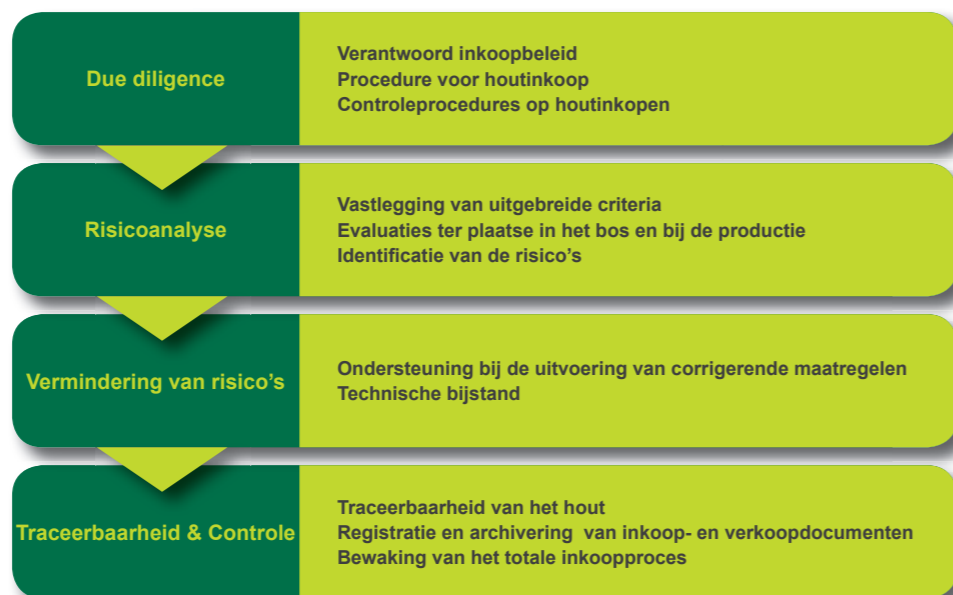 Due diligence
Verantwoord inkoopbeleid
Procedure voor houtinkoop
Controleprocedures op houtinkopen
Risicoanalyse
Vastlegging van uitgebreide criteria
Evaluaties ter plaatse in het bos en bij de productie
Identificatie van de risico's
Vermindering van risico's
Ondersteuning bij de uitvoering van corrigerende maatregelen
Technische bijstand
Traceerbaarheid & Controle
Traceerbaarheid van het hout
Registratie en archivering van inkoop- en verkoopdocumenten
Bewaking van het totale inkoopproces